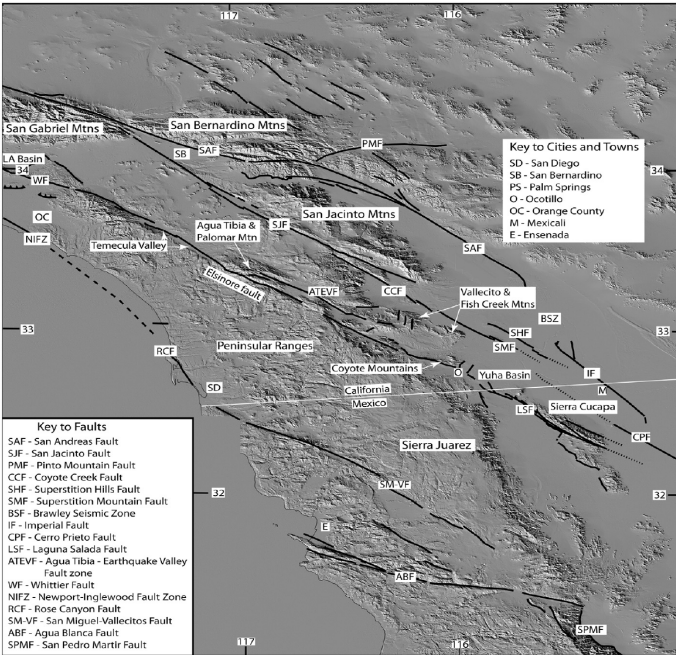 117
116
San Gabriel Mtns
San Bernardino Mtns
PMF
SAF
SB
LA Basin
34
WF
Key to Cities and Towns
SD - San Diego
SB - San Bernardino
PS - Palm Springs
O - Ocotillo
OC - Orange County
M - Mexicali
E - Ensenada
34
San Jacinto Mtns
OC
Agua Tibia &
Palomar Mtn
SJF
NIFZ
Temecula Valley
SAF
Elsinore fault
ATEVF
CCF
Vallecito &
Fish Creek Mtns
BSZ
33
SHF
33
RCF
Peninsular Ranges
SMF
Coyote Mountains
O
Yuha Basin
IF
SD
California
Mexico
M
LSF
Sierra Cucapa
CPF
Sierra Juarez
Key to Faults
SAF - San Andreas Fault
SJF - San Jacinto Fault
PMF - Pinto Mountain Fault
CCF - Coyote Creek Fault
SHF - Superstition Hills Fault
SMF - Superstition Mountain Fault
BSF - Brawley Seismic Zone
IF - Imperial Fault
CPF - Cerro Prieto Fault
LSF - Laguna Salada Fault
ATEVF - Agua Tibia - Earthquake Valley
Fault zone
WF - Whittier Fault
NIFZ - Newport-Inglewood Fault Zone
RCF - Rose Canyon Fault
SM-VF - San Miguel-Vallecitos Fault
ABF - Agua Blanca Fault
SPMF - San Pedro Martir Fault
SM-VF
32
32
E
ABF
SPMF
117
116